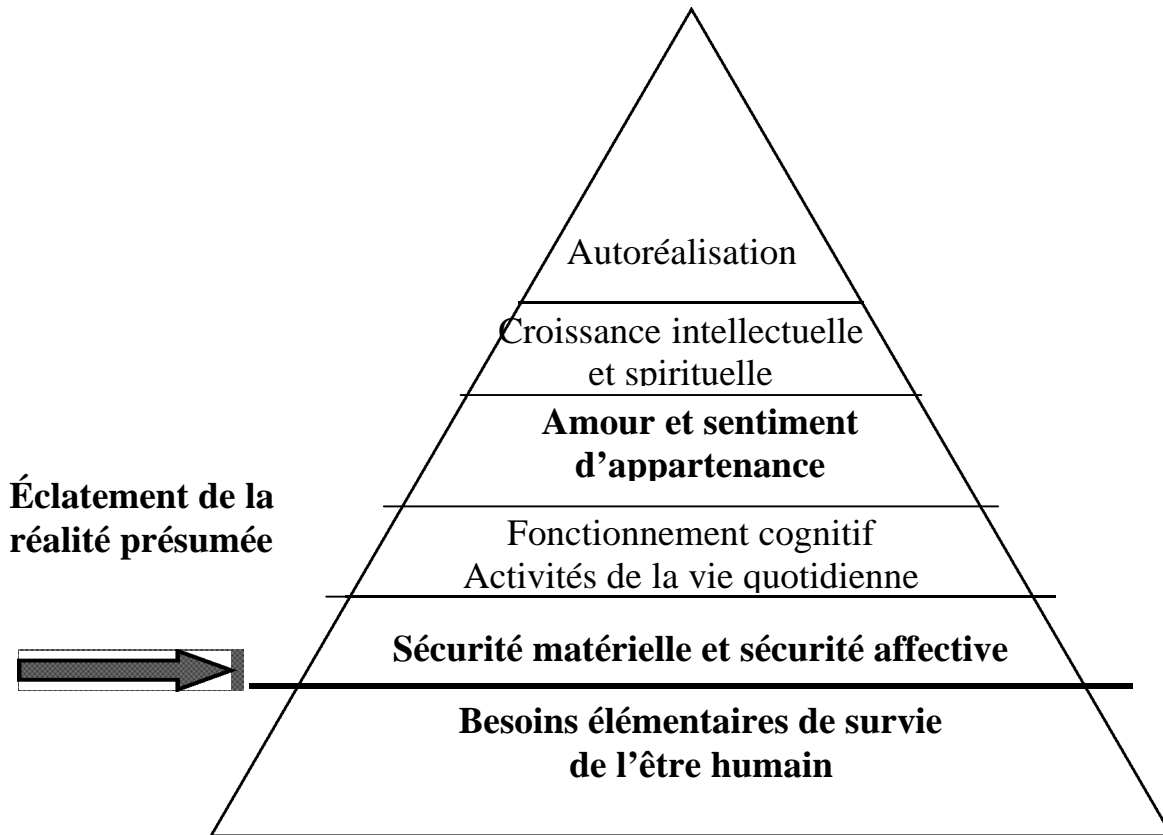 Autoréalisation
Croissance intellectuelle
et spirituelle
Amour et sentiment
d’appartenance
Éclatement de la
réalité présumée
Fonctionnement cognitif
Activités de la vie quotidienne
Sécurité matérielle et sécurité affective
Besoins élémentaires de survie
de l’être humain